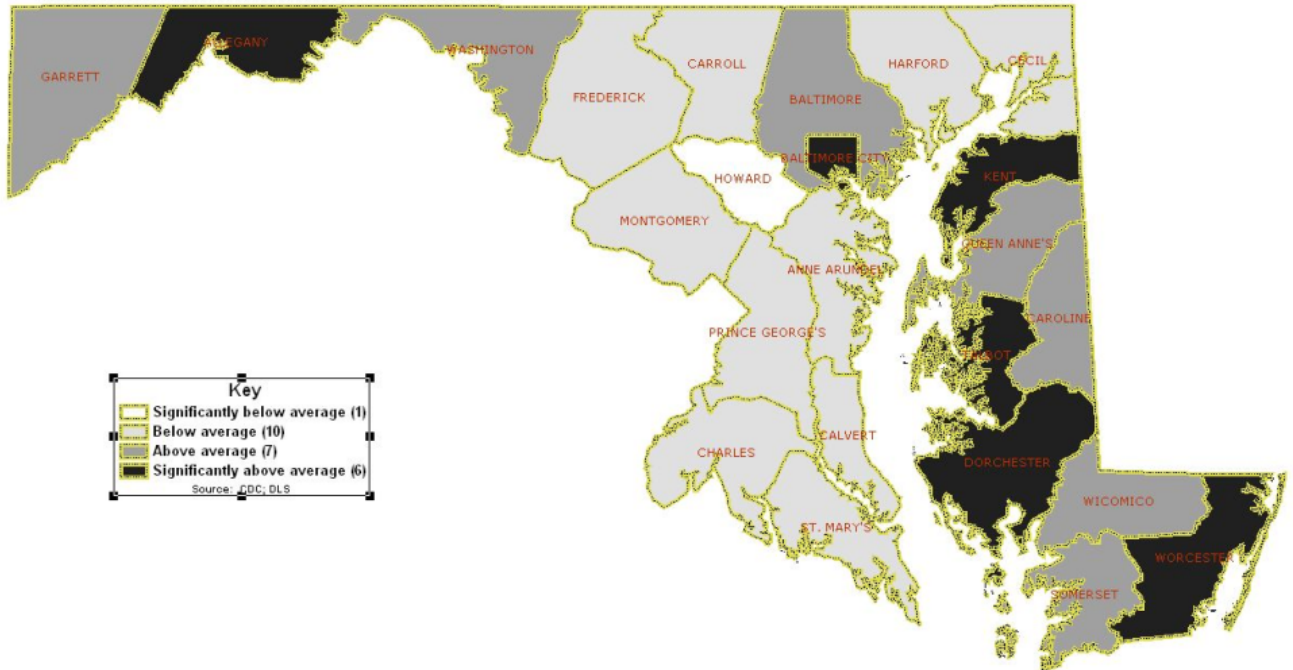 ALLEGANY
WASHINGTON
GARRETT
CARROLL
HARFORD
CECIL
FREDERICK
BALTIMORE
BALTIMORE CITY
HOWARD
KENT
MONTGOMERY
QUEEN ANNE'S
ANNE ARUNDEL
CAROLINE
PRINCE GEORGE'S
TALBOT
Key
Significantly below average (1)
Below average (10)
Above average (7)
Significantly above average (6)
Source: CDC; DLS
CALVERT
CHARLES
DORCHESTER
WICOMICO
ST. MARY'S
WORCESTER
SOMERSET